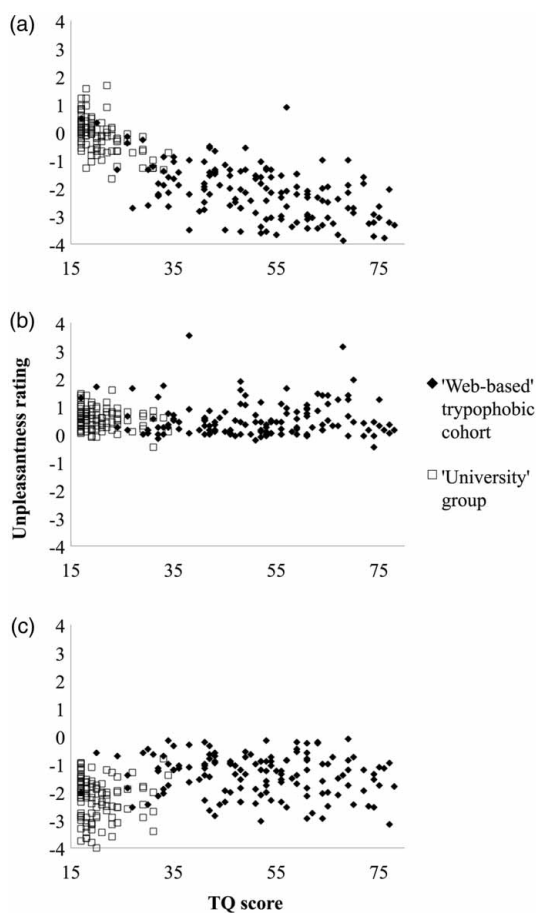 (a)
4
3
2
1
0
-1
-2
-3
-4
15 35 55 75
(b)
4
3
2
1
0
-1
-2
-3
-4
15 35 55 75
Unpleasantness rating
'Web-based'
trypophobic
cohort
'University'
group
(c)
4
3
2
1
0
-1
-2
-3
-4
15 35 55 75
TQ score